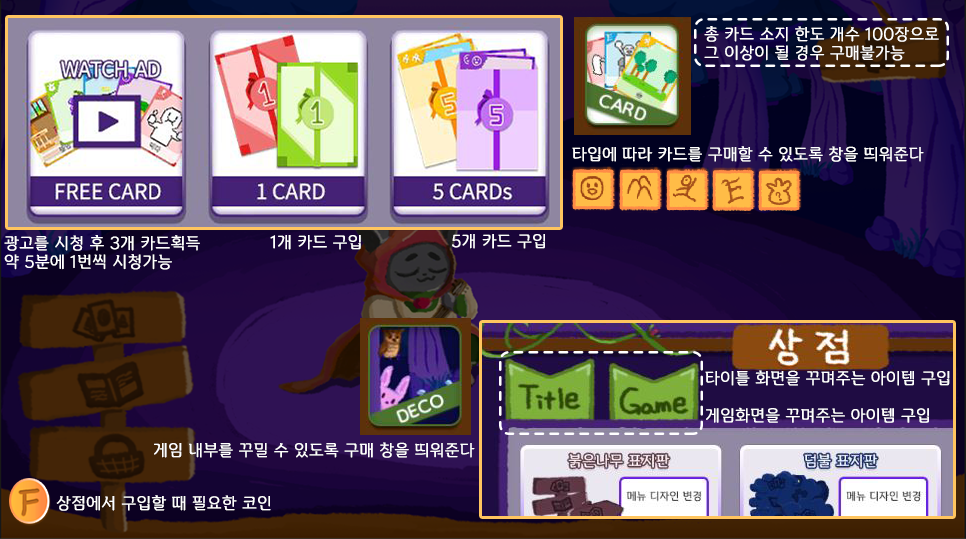 WATCH AD
FREE CARD
1
1
1 CARD
5
5 CARDs
CARD
총 카드 소지 한도 개수 100장으로
그 이상이 될 경우 구매불가능
타입에 따라 카드를 구매할 수 있도록 창을 띄워준다
E
광고를 시청 후 3개 카드획득
약 5분에 1번씩 시청가능
1개 카드 구입
5개 카드 구입
DECO
게임 내부를 꾸밀 수 있도록 구매 창을 띄워준다
F
상점에서 구입할 때 필요한 코인
상점
Title
Game
타이틀 화면을 꾸며주는 아이템 구입
게임화면을 꾸며주는 아이템 구입
붉은나무 표지판
메뉴 디자인 변경
덤불 표지판
메뉴 디자인 변경